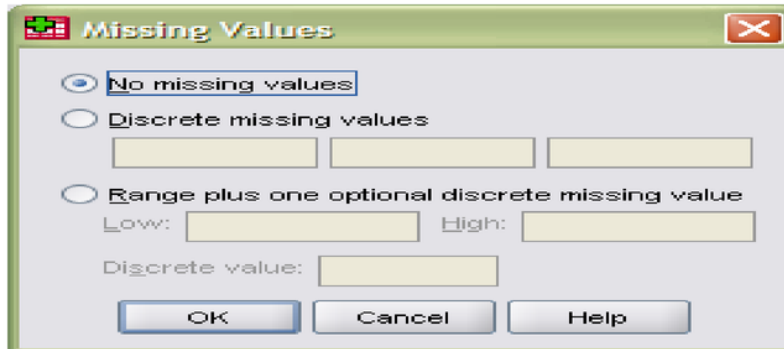 Missing Values
No missing values
Discrete missing values
Range plus one optional discrete missing value
Low: High:
Discrete value:
OK Cancel Help